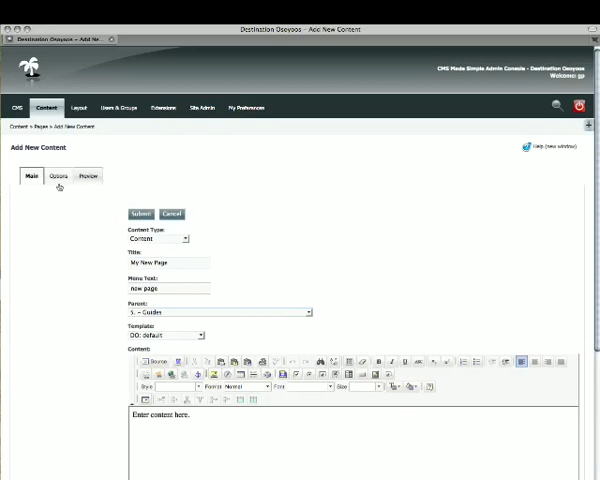 Destination Osoyoos – Add New Content
Destination Osoyoos – Add Ne...
CMS Made Simple Admin Console - Destination Osoyoos
Welcome: gp
CMS Content Layout Users & Groups Extensions Site Admin My Preferences
Content » Pages » Add New Content
Add New Content
Help (new window)
Main Options Preview
Submit Cancel
Content Type:
Content
Title:
My New Page
Menu Text:
new page
Parent:
5. - Guides
Template:
DO: default
Content:
Source
Style Format Normal Font Size
Enter content here.